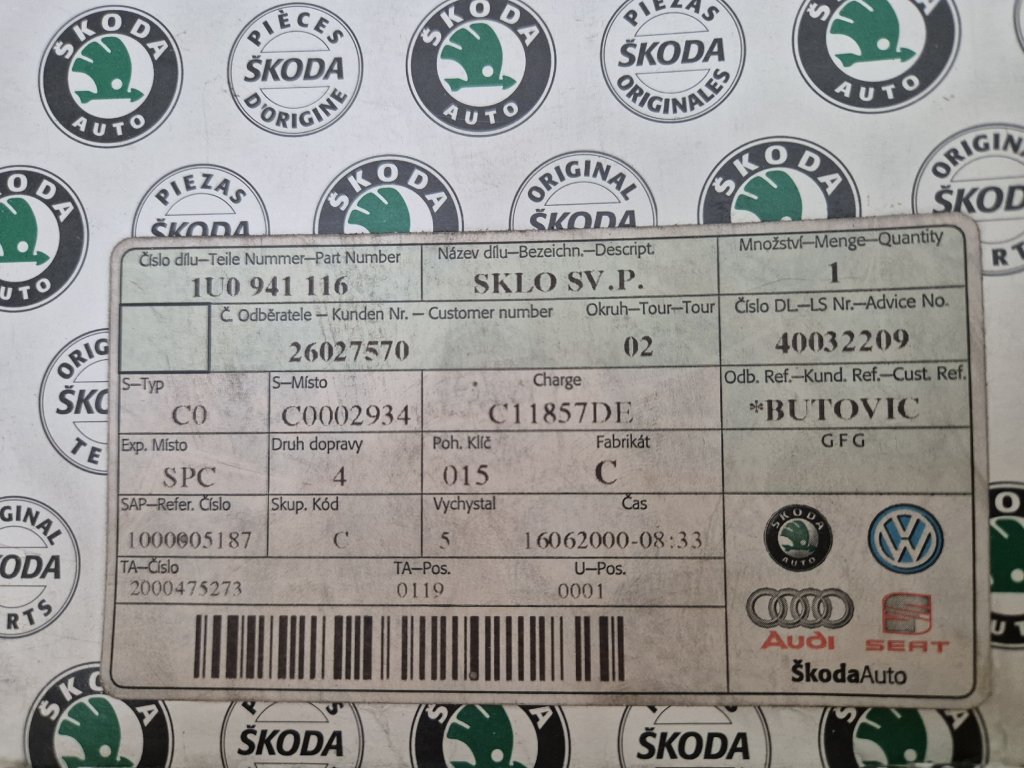 ŠKODA AUTO
PIÈCES ŠKODA D'ORIGINE
ŠKODA AUTO
PIEZAS ŠKODA ORIGINALES
ŠKODA AUTO
ŠKODA AUTO
PIEZAS ŠKODA
ŠKODA
ORIGINAL ŠKODA
ŠKODA
ORIGINAL ŠKODA
Číslo dílu–Teile Nummer–Part Number
Název dílu–Bezeichn.–Descript.
Množství–Menge–Quantity
1U0 941 116
SKLO SV.P.
1
Č. Odběratele – Kunden Nr. – Customer number
Okruh–Tour–Tour
Číslo DL.–LS Nr.–Advice No.
26027570
02
40032209
S–Typ
S–Místo
Charge
Odb. Ref.–Kund. Ref.–Cust. Ref.
C0
C0002934
C11857DE
*BUTOVIC
Exp. Místo
Druh dopravy
Poh. Klíč
Fabrikát
GFG
SPC
4
015
C
SAP–Refer. Číslo
Skup. Kód
Vychystal
Čas
1000005187
C
5
16062000-08:33
TA–Číslo
TA–Pos.
U–Pos.
2000475273
0119
0001
ŠKODA AUTO
VW
Audi
SEAT
ŠkodaAuto
ŠKODA
ŠKODA